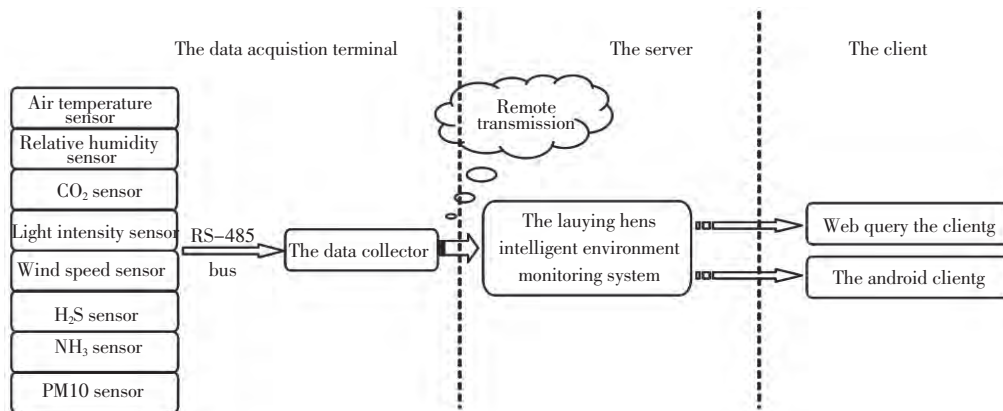 The data acquistion terminal
The server
The client
Air temperature
sensor
Relative humidity
sensor
CO₂ sensor
Light intensity sensor
Wind speed sensor
H₂S sensor
NH₃ sensor
PM10 sensor
RS-485
bus
The data collector
Remote
transmission
The lauying hens
intelligent environment
monitoring system
Web query the clientg
The android clientg